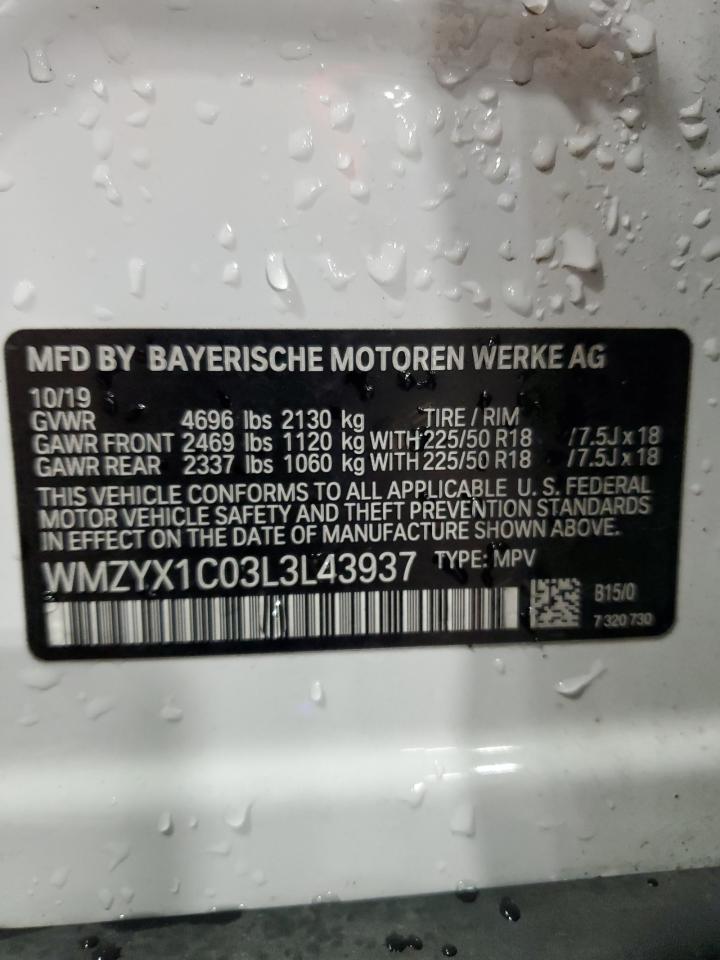 MFD BY BAYERISCHE MOTOREN WERKE AG
10/19
GVWR 4696 lbs 2130 kg TIRE / RIM
GAWR FRONT 2469 lbs 1120 kg WITH 225/50 R18 /7.5J x 18
GAWR REAR 2337 lbs 1060 kg WITH 225/50 R18 /7.5J x 18
THIS VEHICLE CONFORMS TO ALL APPLICABLE U. S. FEDERAL
MOTOR VEHICLE SAFETY AND THEFT PREVENTION STANDARDS
IN EFFECT ON THE DATE OF MANUFACTURE SHOWN ABOVE.
WMZYX1C03L3L43937 TYPE: MPV
B15/0
7 320 730